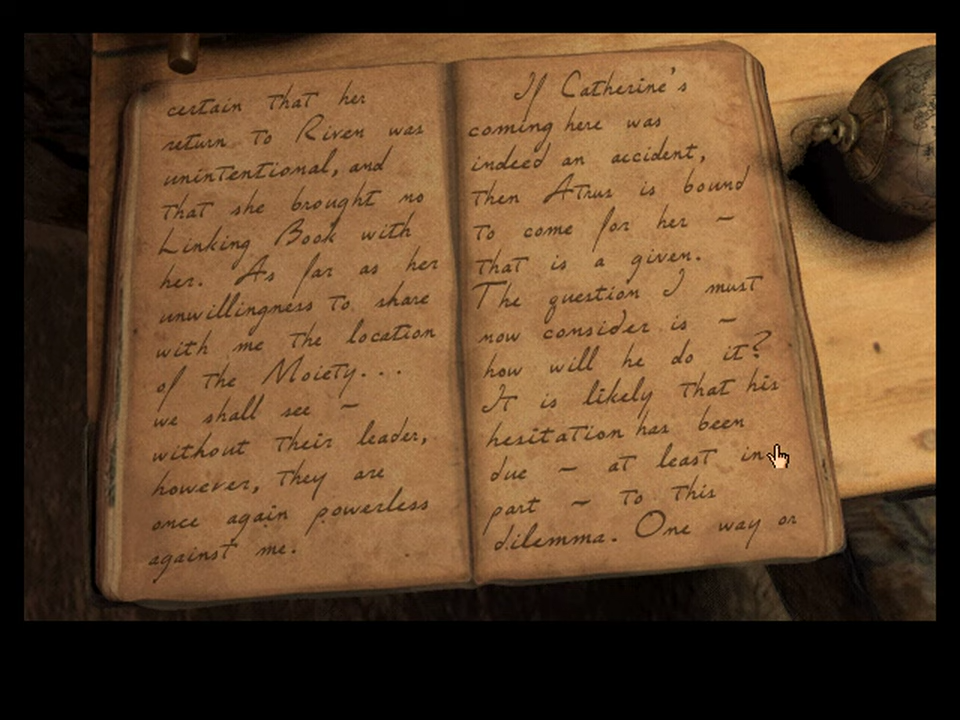 certain that her
return to Riven was
unintentional, and
that she brought no
Linking Book with
her. As far as her
unwillingness to share
with me the location
of the Moiety...
we shall see –
without their leader,
however, they are
once again powerless
against me.
If Catherine's
coming here was
indeed an accident,
then Atrus is bound
to come for her –
that is a given.
The question I must
now consider is –
how will he do it?
It is likely that his
hesitation has been
due – at least in
part – to this
dilemma. One way or